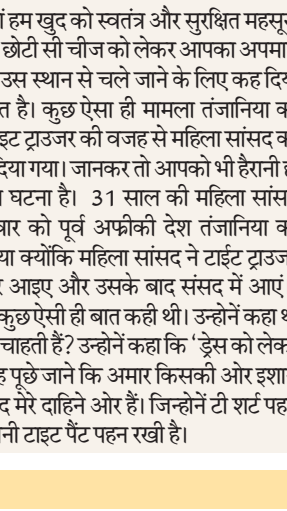 हम खुद को स्वतंत्र और सुरक्षित महसू
छोटी सी चीज को लेकर आपका अपमा
उस स्थान से चले जाने के लिए कह दि
है। कुछ ऐसा ही मामला तंजानिया
ट्राउजर की वजह से महिला सांसद
दिया गया। जानकर तो आपको भी हैरानी
घटना है। 31 साल की महिला सांस
को पूर्व अफ्रीकी देश तंजानिया
क्योंकि महिला सांसद ने टाईट ट्राउज
आइए और उसके बाद संसद में आएं
कुछ ऐसी ही बात कही थी। उन्होनें कहा
चाहती हैं? उन्होनें कहा कि ‘ड्रेस को लेक
पूछे जाने कि अमार किसकी ओर इशा
मेरे दाहिने ओर हैं। जिन्होनें टी शर्ट पह
टाइट पैंट पहन रखी है।